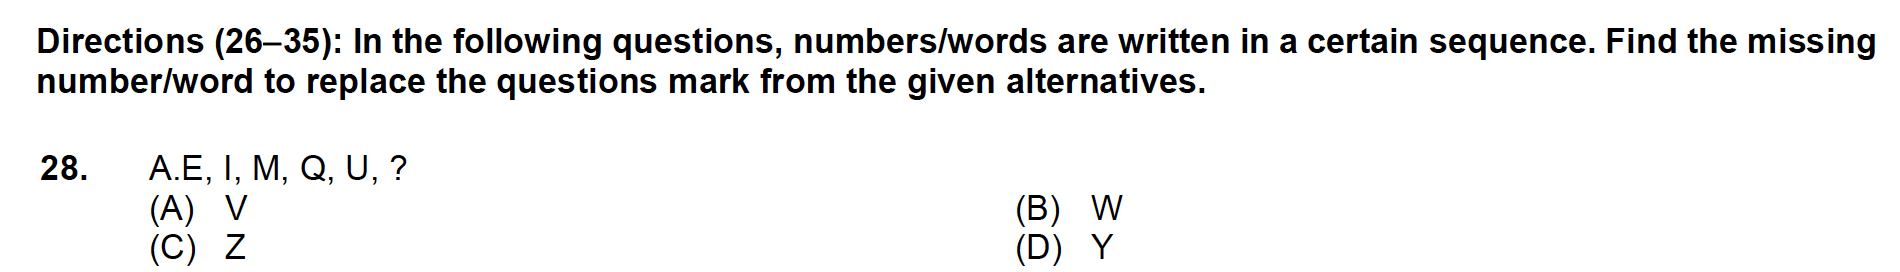 Directions (26–35): In the following questions, numbers/words are written in a certain sequence. Find the missing
number/word to replace the questions mark from the given alternatives.
28. A.E, I, M, Q, U, ?
(A) V (B) W
(C) Z (D) Y